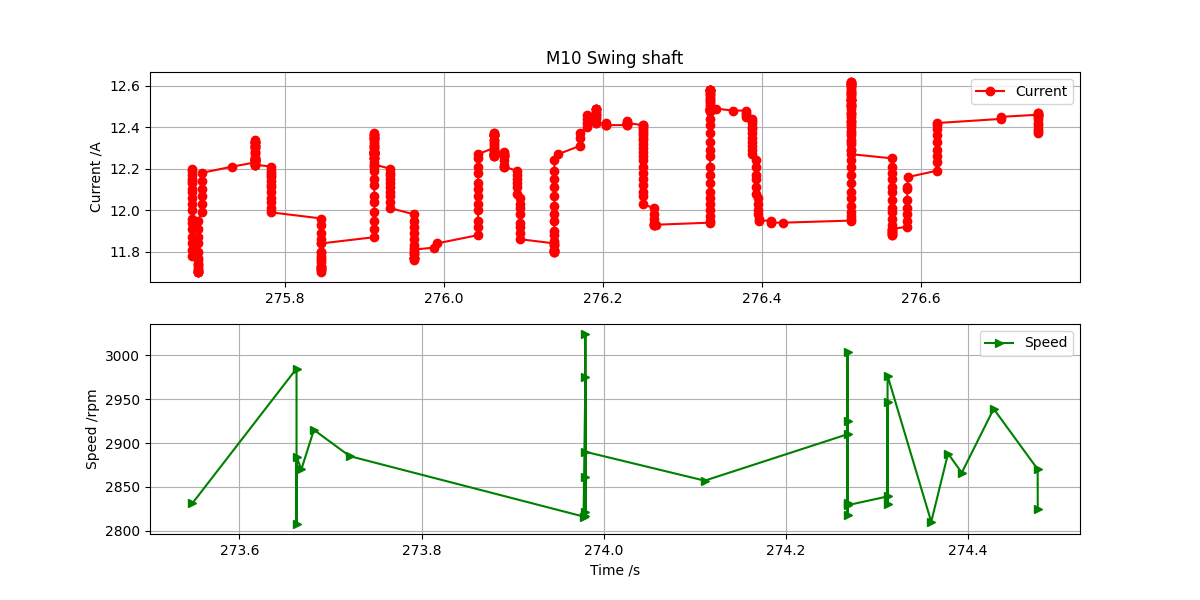 M10 Swing shaft
12.6
12.4
12.2
12.0
11.8
Current /A
Current
275.8 276.0 276.2 276.4 276.6
3000
2950
2900
2850
2800
Speed /rpm
Speed
273.6 273.8 274.0 274.2 274.4
Time /s